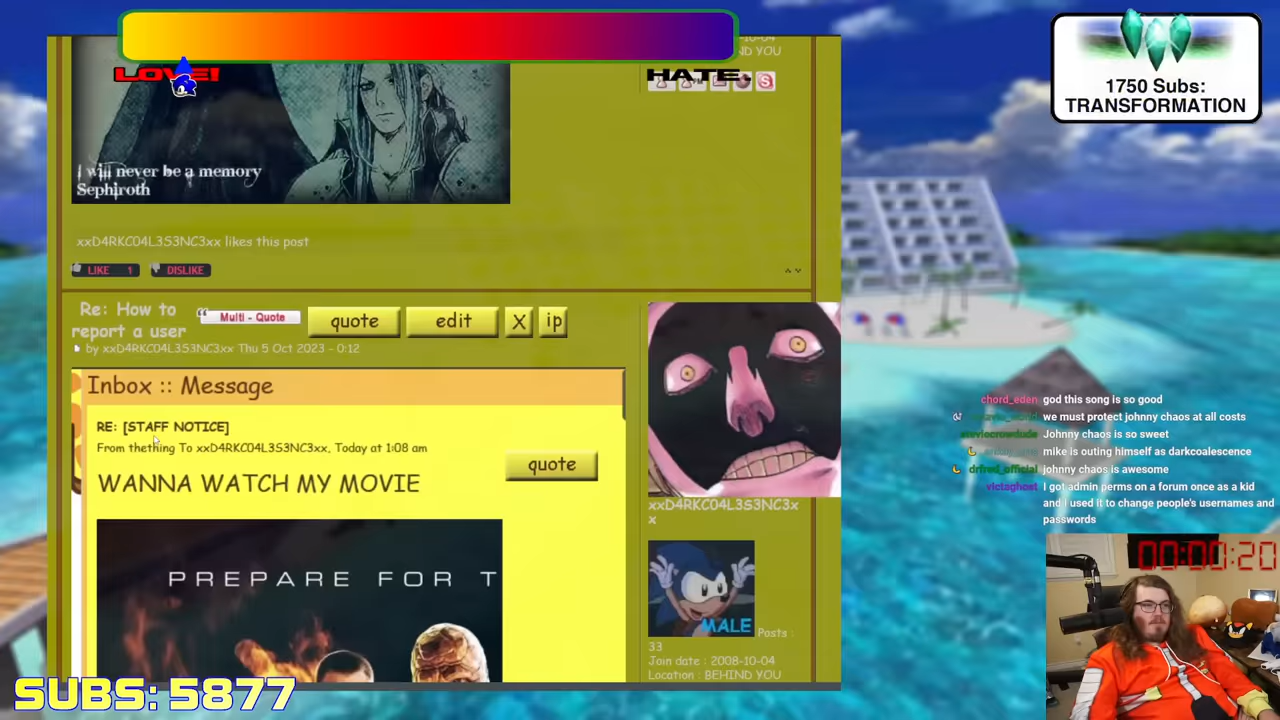 LOVE!
HATE.
1750 Subs:
TRANSFORMATION
I will never be a memory
Sephiroth
xxD4RKC04L3S3NC3xx likes this post
LIKE 1
DISLIKE
Re: How to
report a user
Multi - Quote
quote
edit
X
ip
by xxD4RKC04L3S3NC3xx Thu 5 Oct 2023 - 0:12
Inbox :: Message
RE: [STAFF NOTICE]
From thething To xxD4RKC04L3S3NC3xx, Today at 1:08 am
quote
WANNA WATCH MY MOVIE
PREPARE FOR T
xxD4RKC04L3S3NC3x
x
MALE
Posts :
33
Join date : 2008-10-04
Location : BEHIND YOU
chord_eden god this song is so good
we must protect johnny chaos at all costs
steviecrowdude Johnny chaos is so sweet
mike is outing himself as darkcoalescence
drfred_official johnny chaos is awesome
victaghost I got admin perms on a forum once as a kid
and i used it to change people's usernames and
passwords
00:00:20
SUBS: 5877